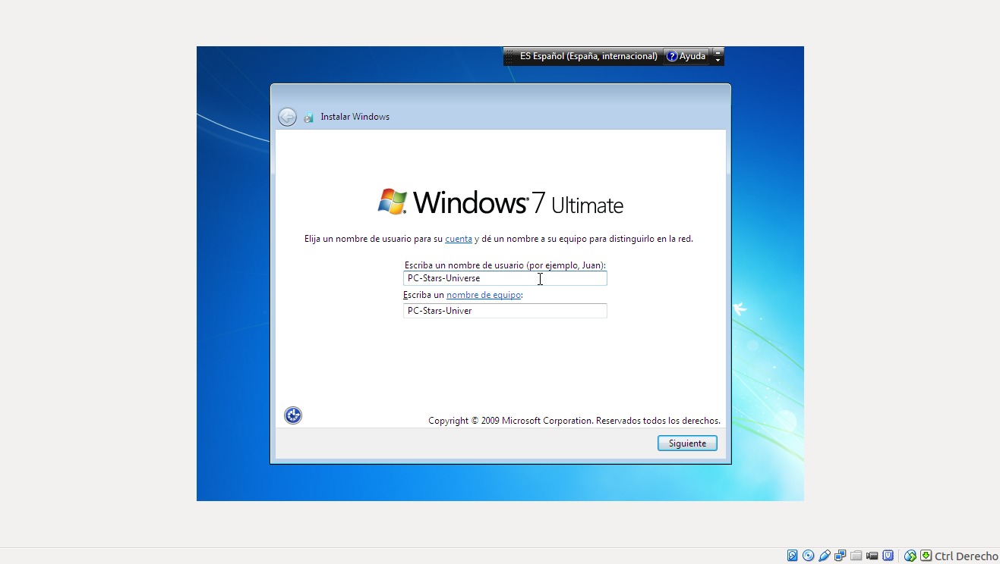 ES Español (España, internacional) ? Ayuda
Instalar Windows
Windows® 7 Ultimate
Elija un nombre de usuario para su cuenta y dé un nombre a su equipo para distinguirlo en la red.
Escriba un nombre de usuario (por ejemplo, Juan):
PC-Stars-Universe
Escriba un nombre de equipo:
PC-Stars-Univer
Copyright © 2009 Microsoft Corporation. Reservados todos los derechos.
Siguiente
Ctrl Derecho